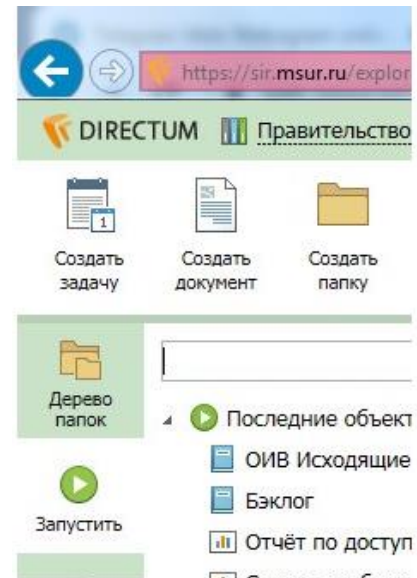 https://sir.msur.ru/explor
DIRECTUM Правительство
Создать задачу
Создать документ
Создать папку
Дерево папок
Последние объект
ОИВ Исходящие
Бэклог
Запустить
Отчёт по доступ